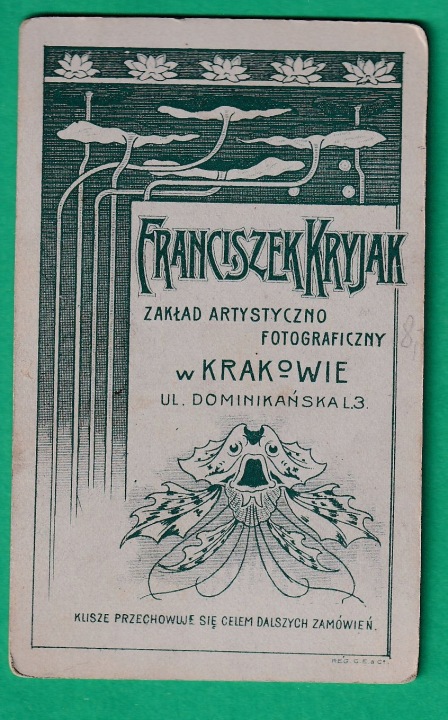 FRANCISZEK KRYJAK
ZAKŁAD ARTYSTYCZNO
FOTOGRAFICZNY
w KRAKOWIE
UL. DOMINIKAŃSKA L.3.
KLISZE PRZECHOWUJE SIĘ CELEM DALSZYCH ZAMÓWIEŃ.